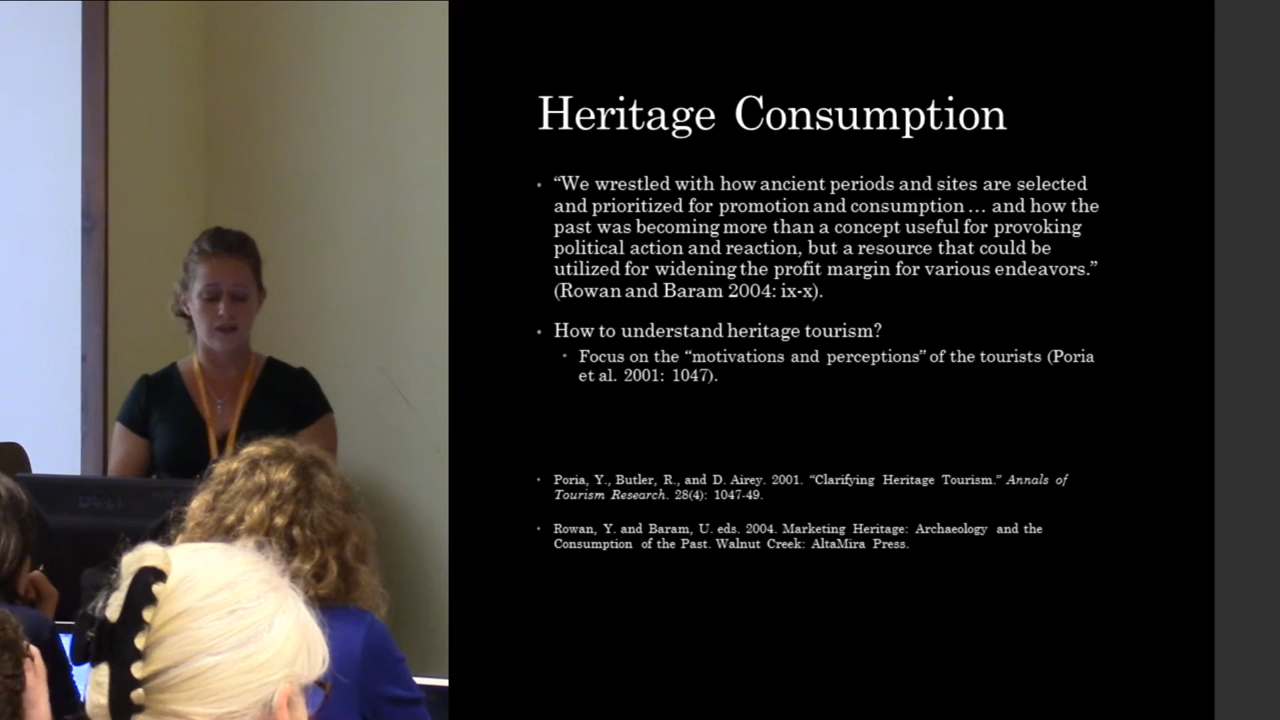 Heritage Consumption
• “We wrestled with how ancient periods and sites are selected
and prioritized for promotion and consumption … and how the
past was becoming more than a concept useful for provoking
political action and reaction, but a resource that could be
utilized for widening the profit margin for various endeavors.”
(Rowan and Baram 2004: ix-x).
• How to understand heritage tourism?
• Focus on the “motivations and perceptions” of the tourists (Poria
et al. 2001: 1047).
• Poria, Y., Butler, R., and D. Airey. 2001. “Clarifying Heritage Tourism.” Annals of
Tourism Research. 28(4): 1047-49.
• Rowan, Y. and Baram, U. eds. 2004. Marketing Heritage: Archaeology and the
Consumption of the Past. Walnut Creek: AltaMira Press.
DELL